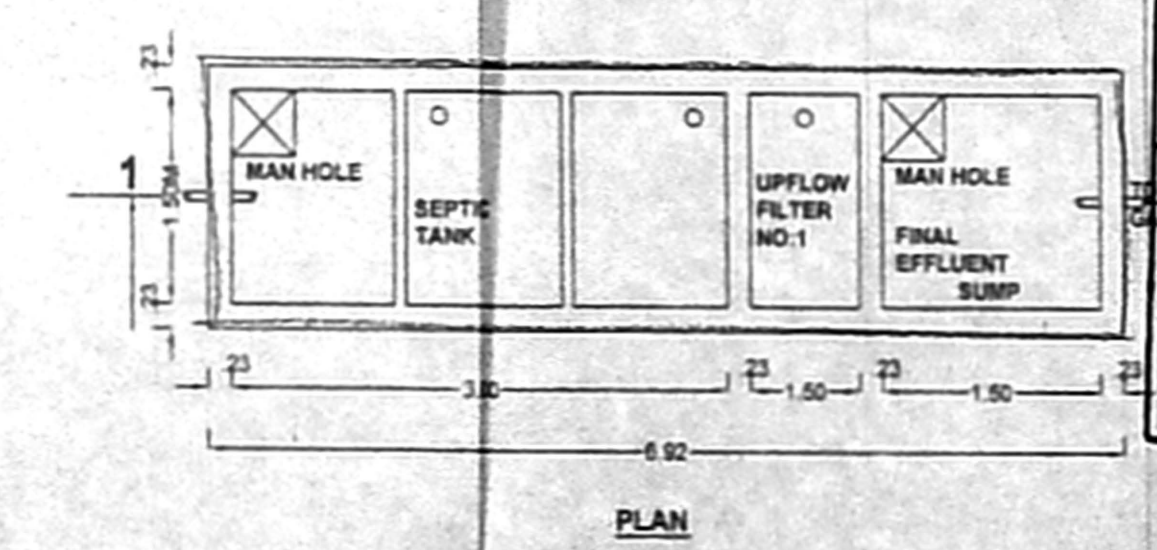 23
MAN HOLE
MAN HOLE
1
1.50M
SEPTIC
TANK
UPFLOW
FILTER
NO:1
FINAL
EFFLUENT
SUMP
23
23
23
23
23
1.50
1.50
6.92
PLAN